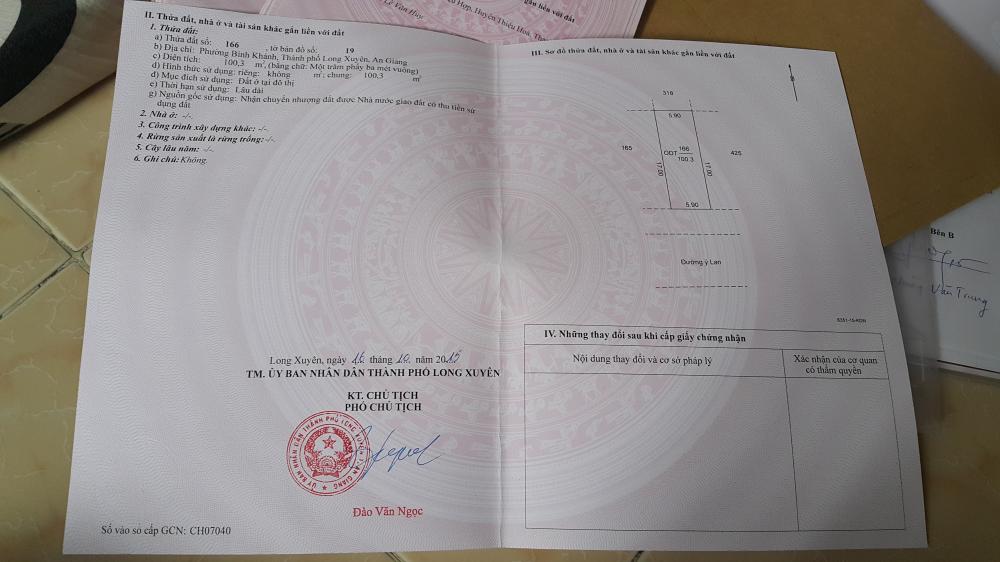 Lê Văn Huy
Hợp, Huyện Thiệu Hoá,
gắn liền với đất
II. Thửa đất, nhà ở và tài sản khác gắn liền với đất
1. Thửa đất:
a) Thửa đất số: 166 , tờ bản đồ số: 19
b) Địa chỉ: Phường Bình Khánh, Thành phố Long Xuyên, An Giang
c) Diện tích: 100,3 m², (bằng chữ: Một trăm phẩy ba mét vuông)
d) Hình thức sử dụng: riêng: không m²; chung: 100,3 m²
đ) Mục đích sử dụng: Đất ở tại đô thị
e) Thời hạn sử dụng: Lâu dài
g) Nguồn gốc sử dụng: Nhận chuyển nhượng đất được Nhà nước giao đất có thu tiền sử
dụng đất
2. Nhà ở: -/-
3. Công trình xây dựng khác: -/-
4. Rừng sản xuất là rừng trồng: -/-
5. Cây lâu năm: -/-
6. Ghi chú: Không.
Long Xuyên, ngày 16 tháng 10 năm 2015
TM. ỦY BAN NHÂN DÂN THÀNH PHỐ LONG XUYÊN
KT. CHỦ TỊCH
PHÓ CHỦ TỊCH
ỦY BAN NHÂN DÂN THÀNH PHỐ LONG XUYÊN T. AN GIANG
Đào Văn Ngọc
Số vào sổ cấp GCN: CH07040
III. Sơ đồ thửa đất, nhà ở và tài sản khác gắn liền với đất
318
5.90
165
ODT 166
100.3
17.00
17.00
425
5.90
Đường ỷ Lan
IV. Những thay đổi sau khi cấp giấy chứng nhận
Nội dung thay đổi và cơ sở pháp lý
Xác nhận của cơ quan
có thẩm quyền
Bên B
Văn Trung